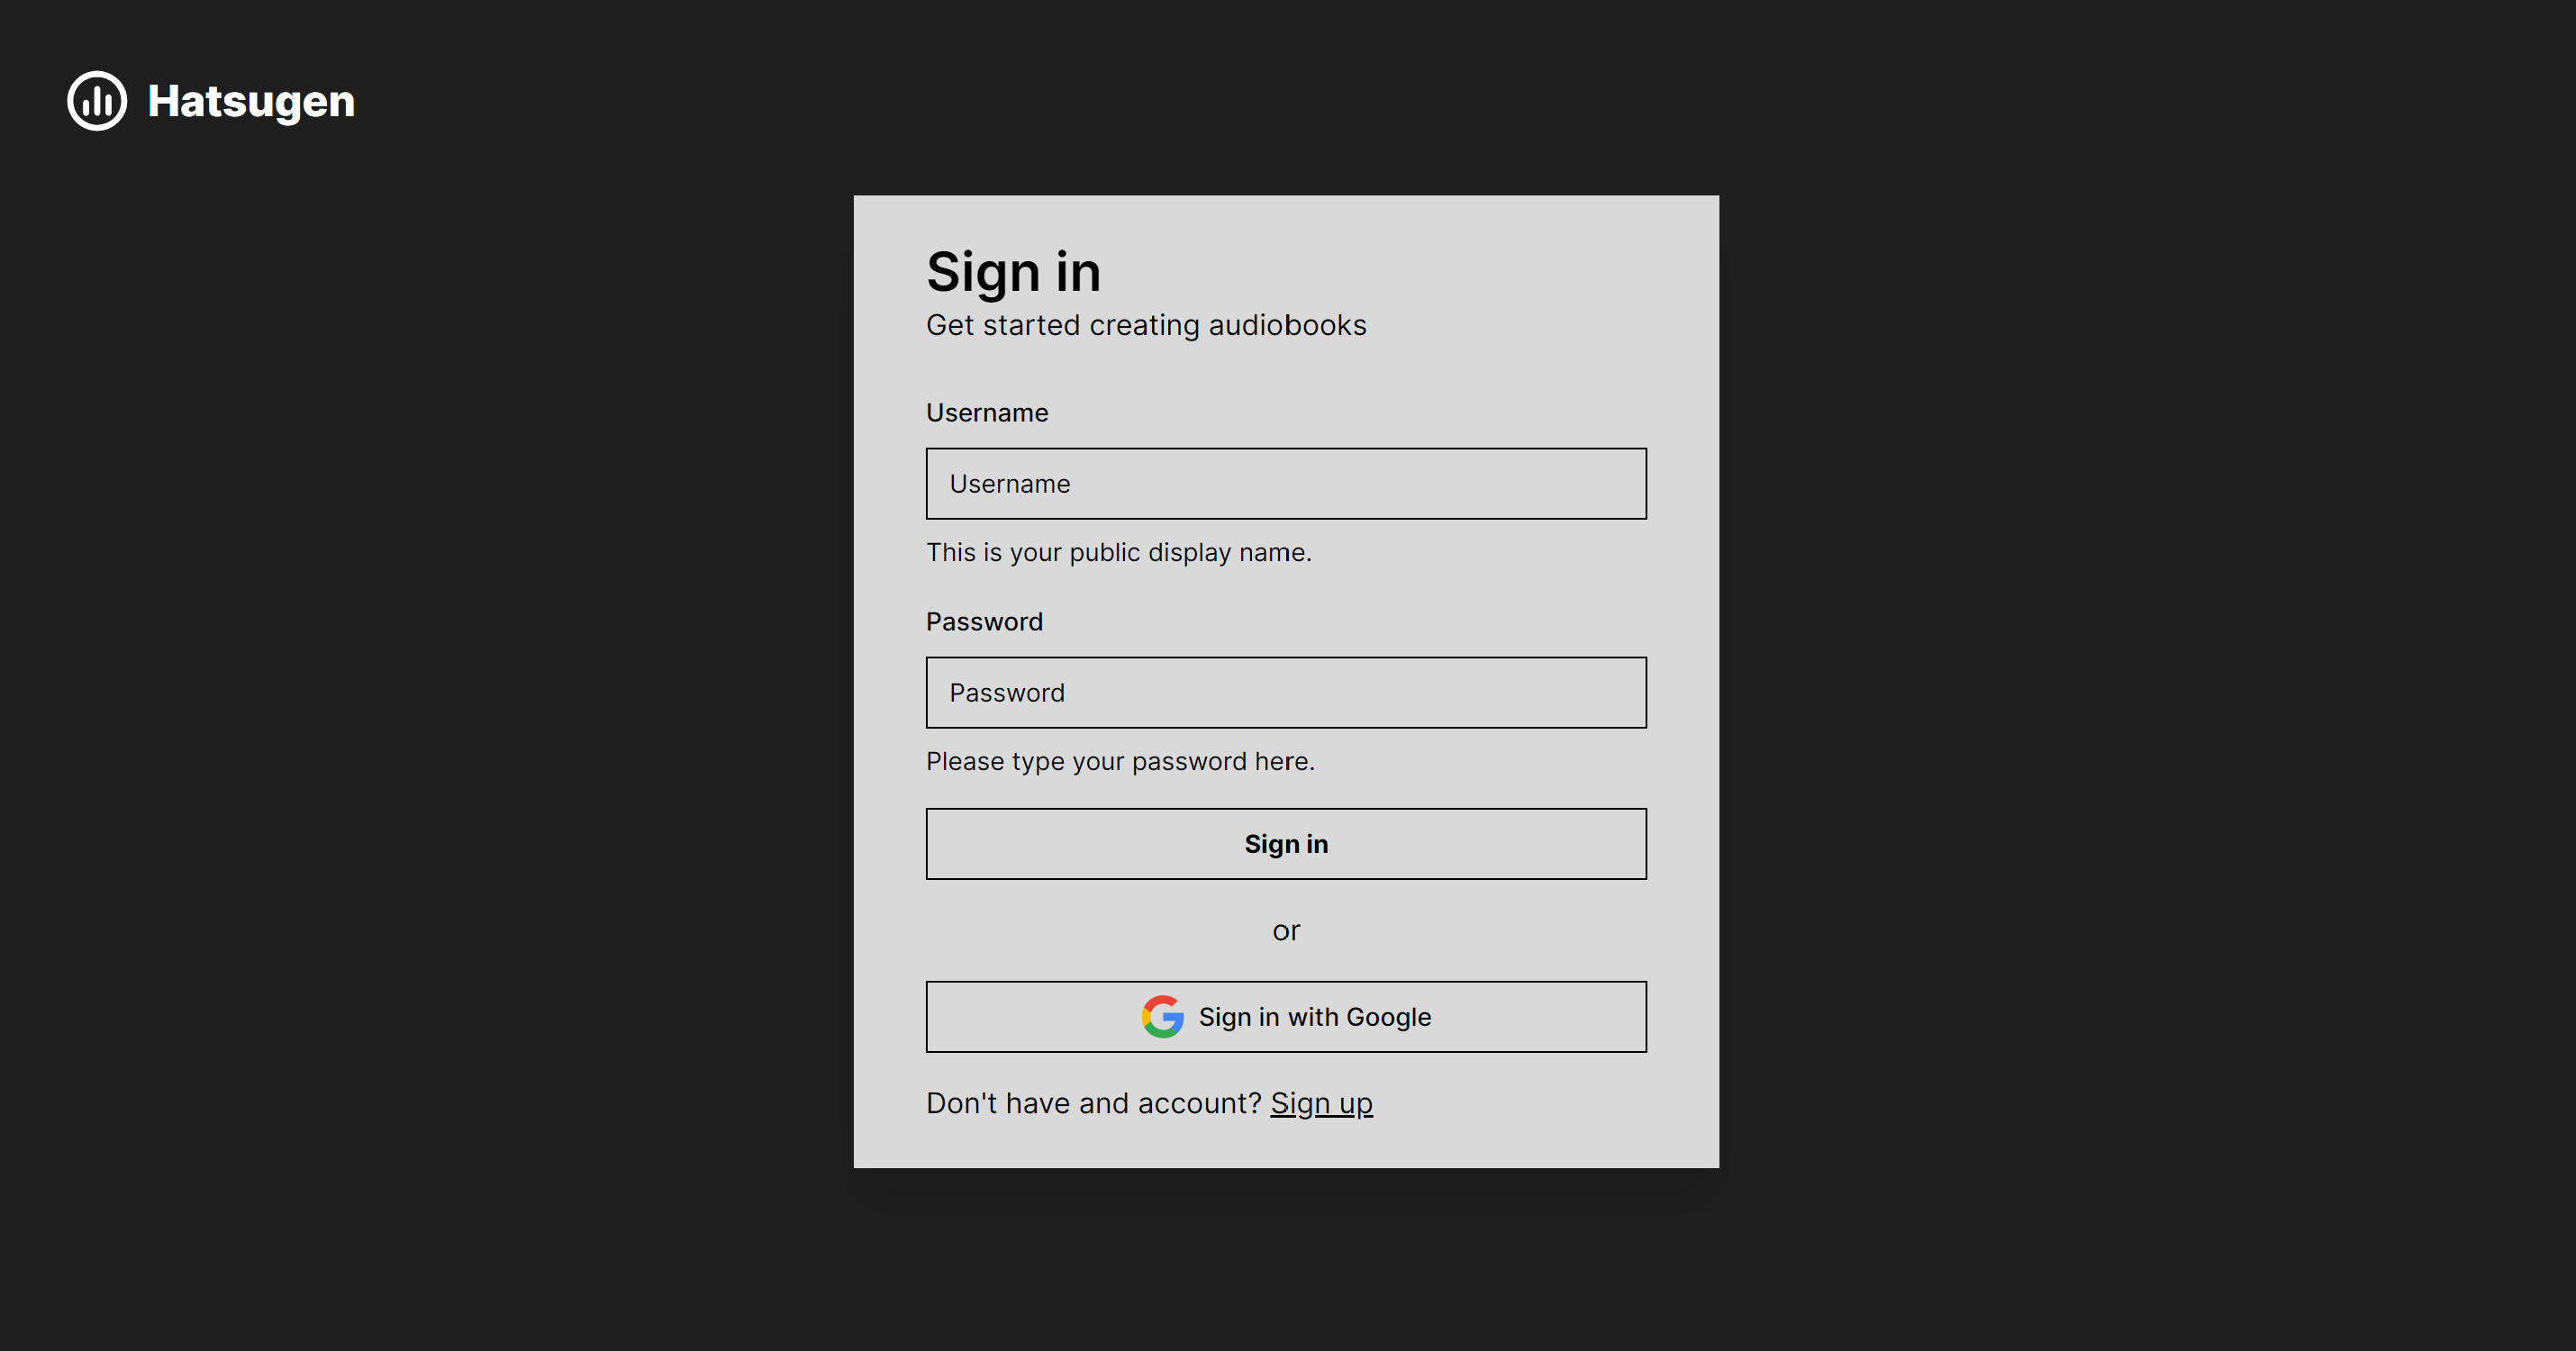 Hatsugen
Sign in
Get started creating audiobooks
Username
Username
This is your public display name.
Password
Password
Please type your password here.
Sign in
or
Sign in with Google
Don't have and account? Sign up